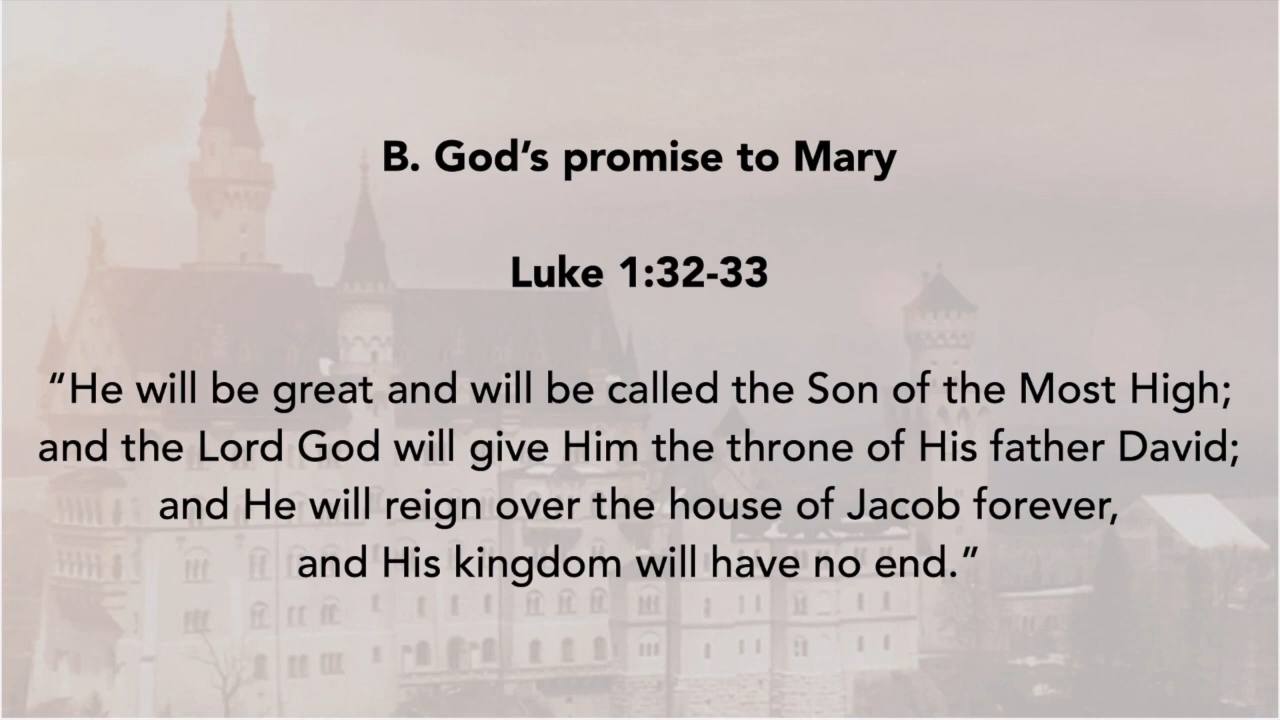 B. God’s promise to Mary
Luke 1:32-33
“He will be great and will be called the Son of the Most High;
and the Lord God will give Him the throne of His father David;
and He will reign over the house of Jacob forever,
and His kingdom will have no end.”